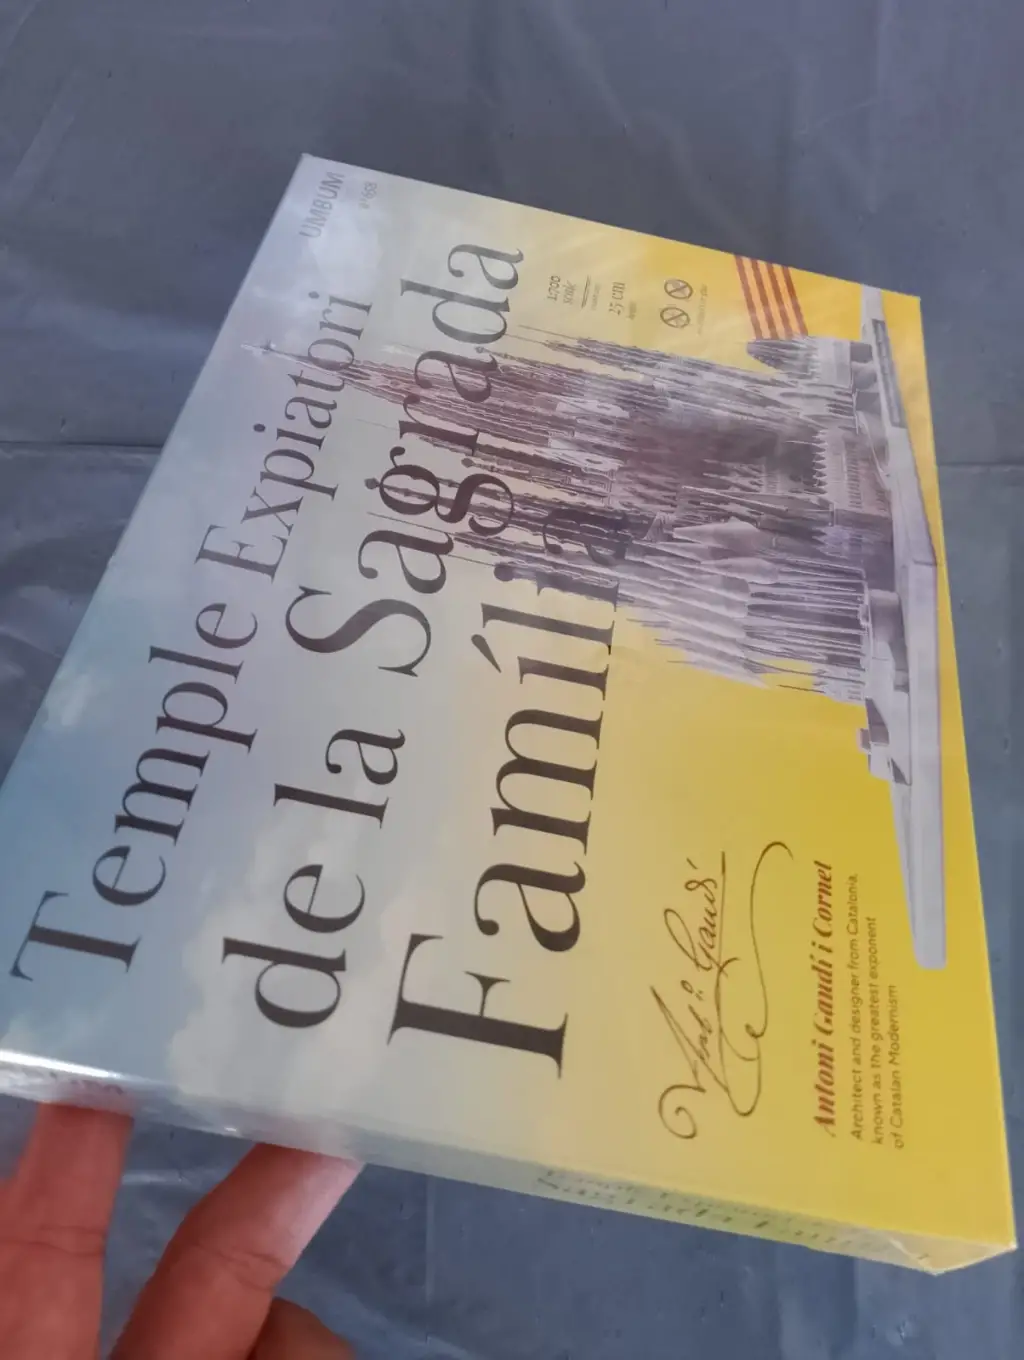 UMBUM
Temple Expiatori
de la Sagrada
Família
1:700
scale
25 cm
Antoni Gaudí i Cornet
Architect and designer from Catalonia,
known as the greatest exponent
of Catalan Modernism